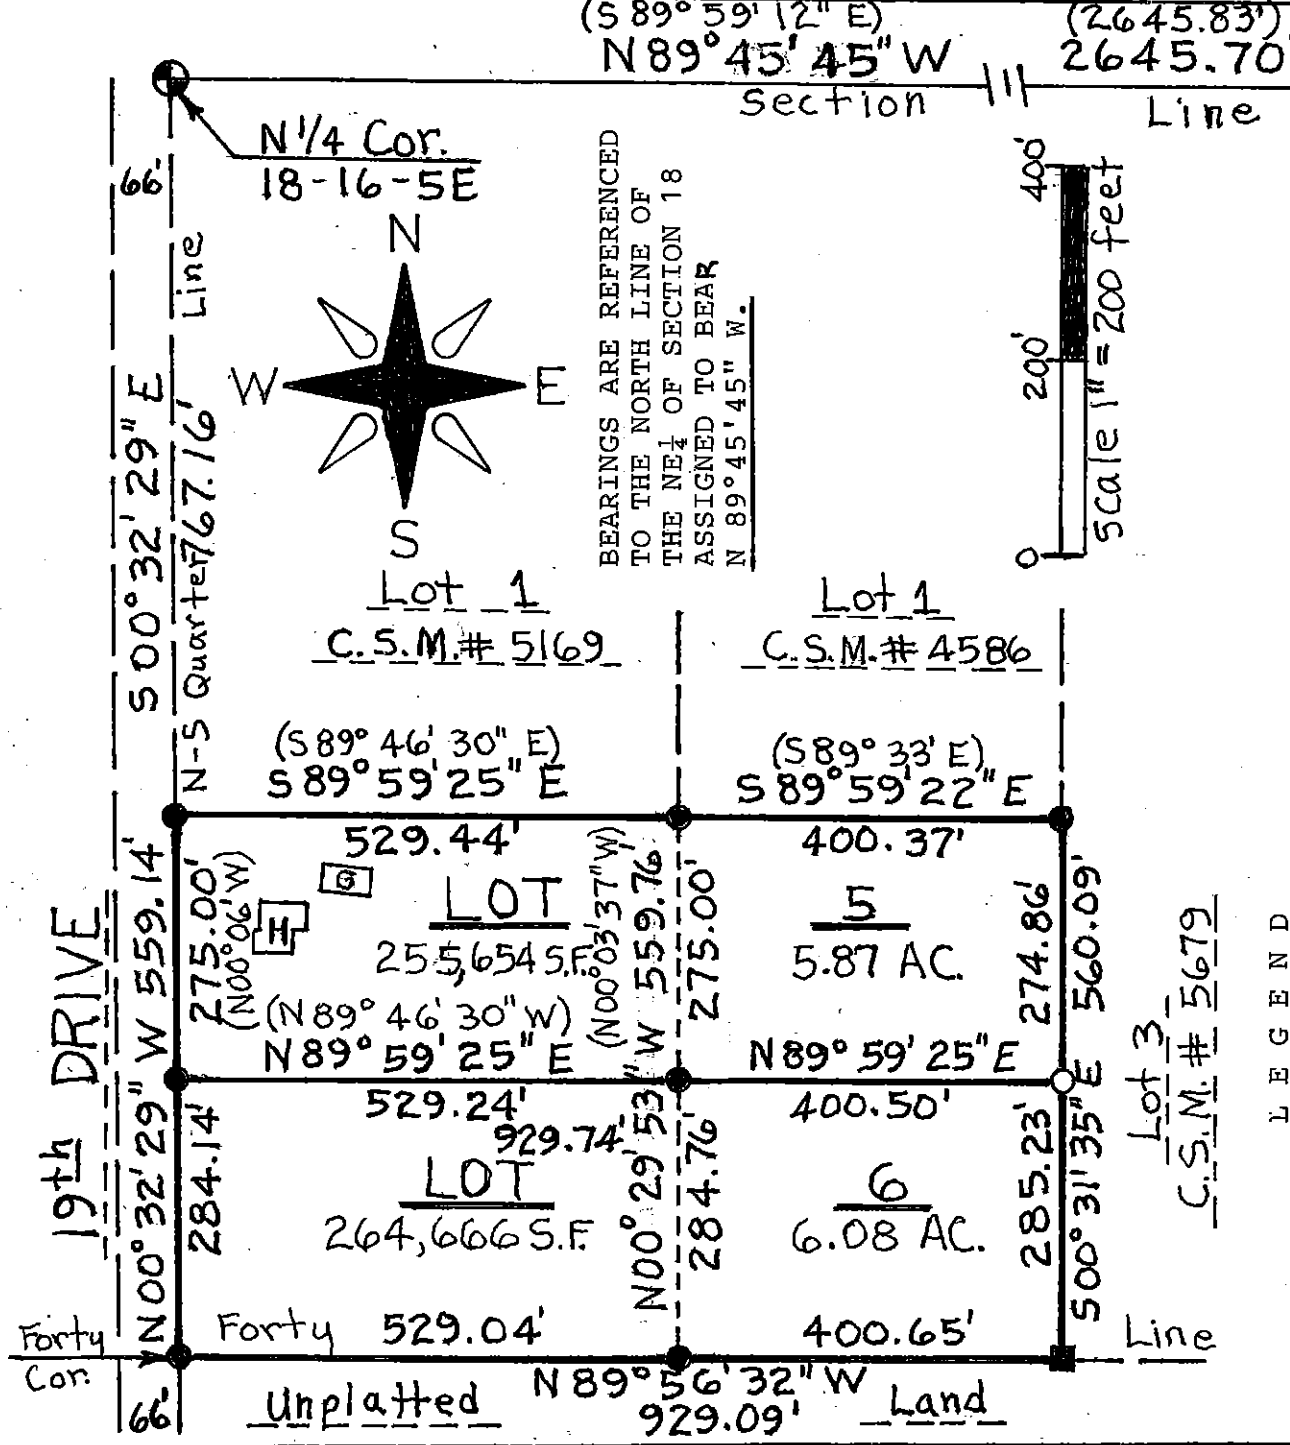 (S 89° 59' 12" E) (2645.83')
N 89° 45' 45" W 2645.70'
Section Line
N 1/4 Cor.
18-16-5E
66'
N
W E
S
BEARINGS ARE REFERENCED
TO THE NORTH LINE OF
THE NE¼ OF SECTION 18
ASSIGNED TO BEAR
N 89°45'45" W.
400'
200'
0
Scale 1" = 200 feet
S 00° 32' 29" E
N-S Quarter Line
767.16'
Lot 1
C.S.M.# 5169
Lot 1
C.S.M.# 4586
(S 89° 46' 30" E)
S 89° 59' 25" E
529.44'
(S 89° 33' E)
S 89° 59' 22" E
400.37'
19th DRIVE
N 00° 32' 29" W 559.14'
275.00'
(N 00° 06' W)
G
H
LOT 5
255,654 S.F. 5.87 AC.
(N 00° 03' 37" W)
N 00° 29' 53" W 559.76'
275.00'
274.86'
S 00° 31' 35" E 560.09'
Lot 3
C.S.M. # 5679
LEGEND
(N 89° 46' 30" W)
N 89° 59' 25" E
529.24'
N 89° 59' 25" E
400.50'
929.74'
284.14'
LOT 6
264,666 S.F. 6.08 AC.
284.76'
285.23'
Forty
Cor.
Forty Line
529.04' 400.65'
N 89° 56' 32" W
929.09'
66'
Unplatted Land